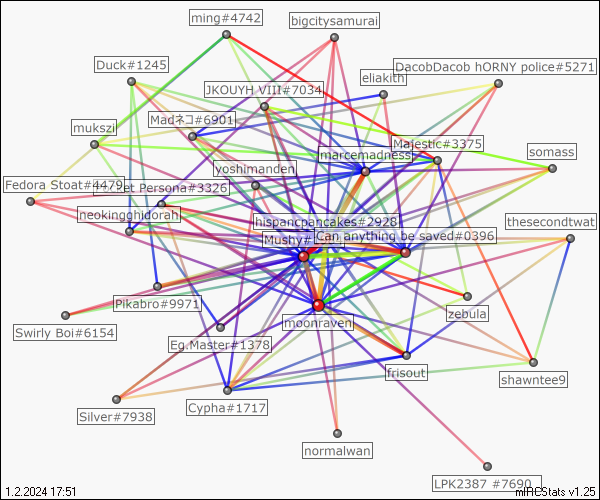 ming#4742
bigcitysamurai
Duck#1245
DacobDacob hORNY police#5271
eliakith
JKOUYH VIII#7034
Madネコ#6901
mukszi
Majestic#3375
marcemadness
somass
yoshimanden
Fedora Stoat#4479
et Persona#3326
neokinghidorah
hispancpancakes#2928
thesecondtwat
Mushy#
Can anything be saved#0396
Pikabro#9971
zebula
moonraven
Swirly Boi#6154
Eg.Master#1378
frisout
shawntee9
Cypha#1717
Silver#7938
normalwan
LPK2387 #7690
1.2.2024 17:51
mIRCStats v1.25